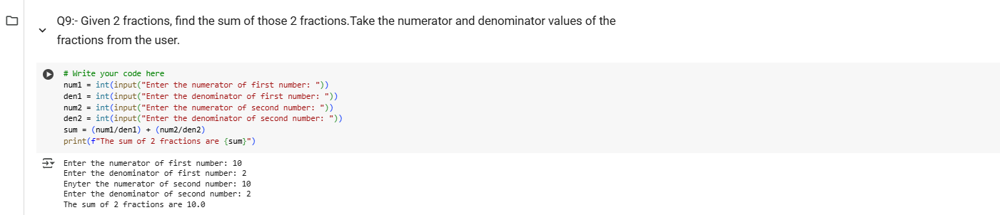 Q9:- Given 2 fractions, find the sum of those 2 fractions.Take the numerator and denominator values of the
fractions from the user.
# Write your code here
num1 = int(input("Enter the numerator of first number: "))
den1 = int(input("Enter the denominator of first number: "))
num2 = int(input("Enter the numerator of second number: "))
den2 = int(input("Enter the denominator of second number: "))
sum = (num1/den1) + (num2/den2)
print(f"The sum of 2 fractions are {sum}")
Enter the numerator of first number: 10
Enter the denominator of first number: 2
Enyter the numerator of second number: 10
Enter the denominator of second number: 2
The sum of 2 fractions are 10.0